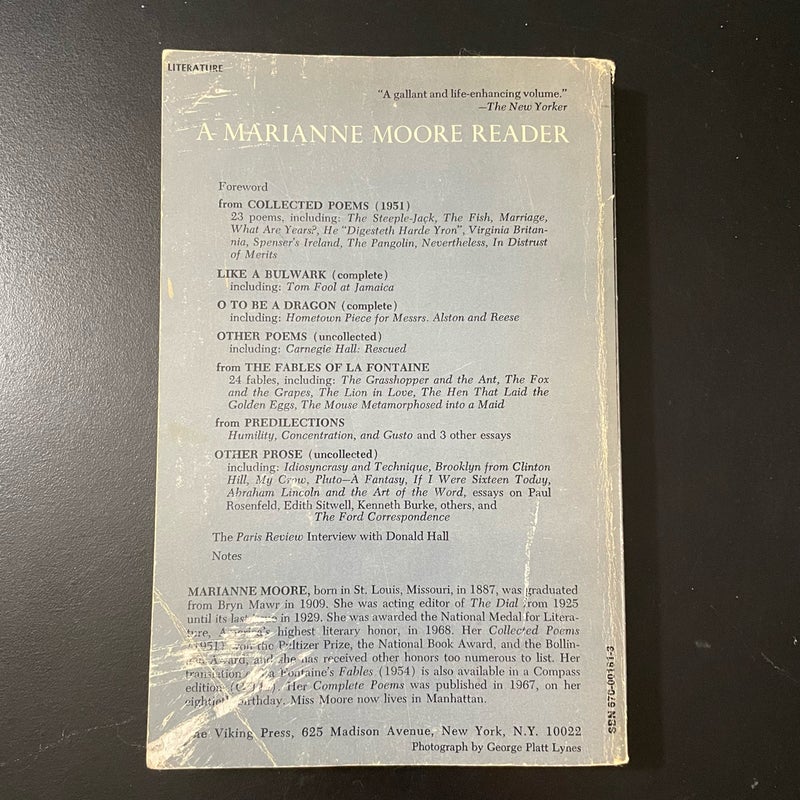 LITERATURE
"A gallant and life-enhancing volume."
—The New Yorker
A MARIANNE MOORE READER
Foreword
from COLLECTED POEMS (1951)
23 poems, including: The Steeple-Jack, The Fish, Marriage,
What Are Years?, He "Digesteth Harde Yron", Virginia Britan-
nia, Spenser's Ireland, The Pangolin, Nevertheless, In Distrust
of Merits
LIKE A BULWARK (complete)
including: Tom Fool at Jamaica
O TO BE A DRAGON (complete)
including: Hometown Piece for Messrs. Alston and Reese
OTHER POEMS (uncollected)
including: Carnegie Hall: Rescued
from THE FABLES OF LA FONTAINE
24 fables, including: The Grasshopper and the Ant, The Fox
and the Grapes, The Lion in Love, The Hen That Laid the
Golden Eggs, The Mouse Metamorphosed into a Maid
from PREDILECTIONS
Humility, Concentration, and Gusto and 3 other essays
OTHER PROSE (uncollected)
including: Idiosyncrasy and Technique, Brooklyn from Clinton
Hill, My Crow, Pluto—A Fantasy, If I Were Sixteen Today,
Abraham Lincoln and the Art of the Word, essays on Paul
Rosenfeld, Edith Sitwell, Kenneth Burke, others, and
The Ford Correspondence
The Paris Review Interview with Donald Hall
Notes
MARIANNE MOORE, born in St. Louis, Missouri, in 1887, was graduated
from Bryn Mawr in 1909. She was acting editor of The Dial from 1925
until its last issue in 1929. She was awarded the National Medal for Litera-
ture, America's highest literary honor, in 1968. Her Collected Poems
(1951) won the Pulitzer Prize, the National Book Award, and the Bollin-
gen Award, and she has received other honors too numerous to list. Her
translation of La Fontaine's Fables (1954) is also available in a Compass
edition Her Complete Poems was published in 1967, on her
eightieth birthday. Miss Moore now lives in Manhattan.
The Viking Press, 625 Madison Avenue, New York, N.Y. 10022
Photograph by George Platt Lynes
SBN 670-00161-3